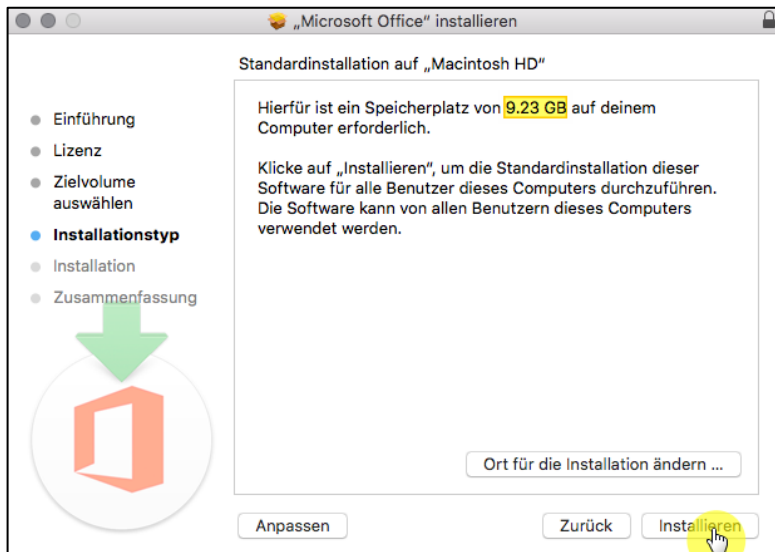 „Microsoft Office“ installieren
Standardinstallation auf „Macintosh HD“
Einführung
Lizenz
Zielvolume
auswählen
Installationstyp
Installation
Zusammenfassung
Hierfür ist ein Speicherplatz von 9.23 GB auf deinem
Computer erforderlich.
Klicke auf „Installieren“, um die Standardinstallation dieser
Software für alle Benutzer dieses Computers durchzuführen.
Die Software kann von allen Benutzern dieses Computers
verwendet werden.
Ort für die Installation ändern ...
Anpassen
Zurück
Installieren